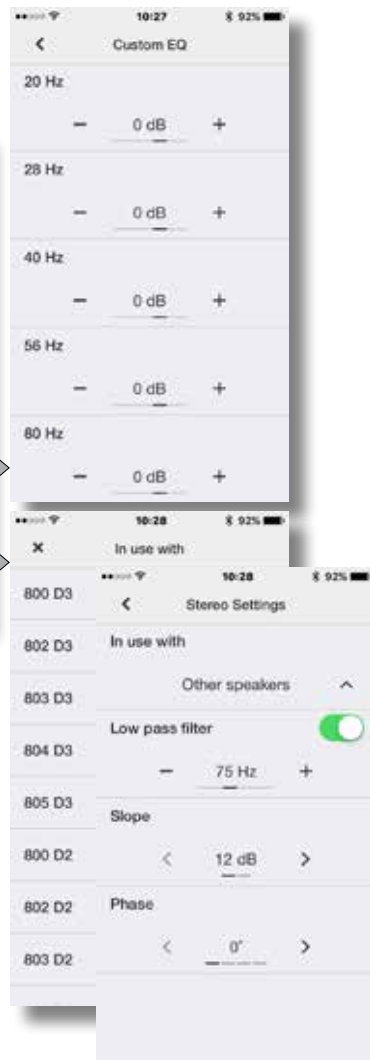 10:27 92%
Custom EQ
20 Hz
− 0 dB +
28 Hz
− 0 dB +
40 Hz
− 0 dB +
56 Hz
− 0 dB +
80 Hz
− 0 dB +
10:28 92%
× In use with
800 D3
802 D3
803 D3
804 D3
805 D3
800 D2
802 D2
803 D2
10:28 92%
< Stereo Settings
In use with
Other speakers
Low pass filter
− 75 Hz +
Slope
< 12 dB >
Phase
< 0° >